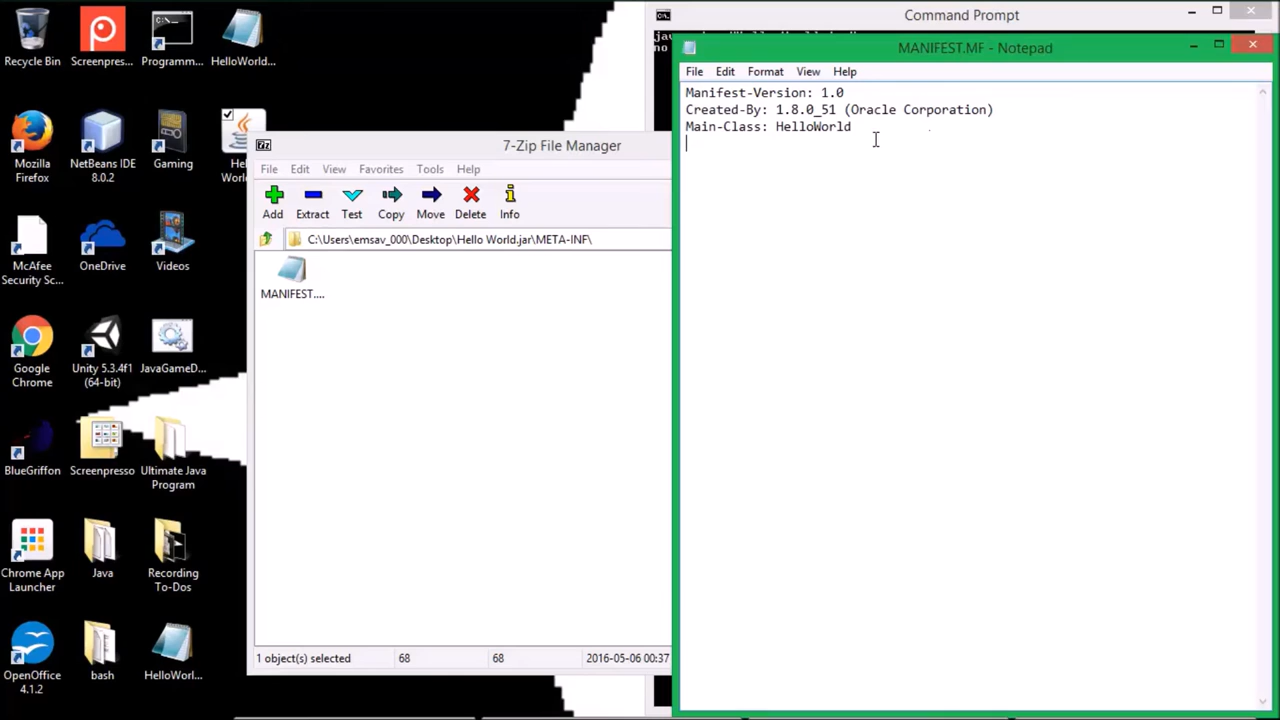 Recycle Bin
Screenpres...
Programm...
HelloWorld...
Mozilla
Firefox
NetBeans IDE
8.0.2
Gaming
Hel
World
McAfee
Security Sc...
OneDrive
Videos
Google
Chrome
Unity 5.3.4f1
(64-bit)
JavaGameD...
BlueGriffon
Screenpresso
Ultimate Java
Program
Chrome App
Launcher
Java
Recording
To-Dos
OpenOffice
4.1.2
bash
HelloWorl...
7-Zip File Manager
File Edit View Favorites Tools Help
Add Extract Test Copy Move Delete Info
C:\Users\emsav_000\Desktop\Hello World.jar\META-INF\
MANIFEST....
1 object(s) selected 68 68 2016-05-06 00:37
Command Prompt
MANIFEST.MF - Notepad
File Edit Format View Help
Manifest-Version: 1.0
Created-By: 1.8.0_51 (Oracle Corporation)
Main-Class: HelloWorld